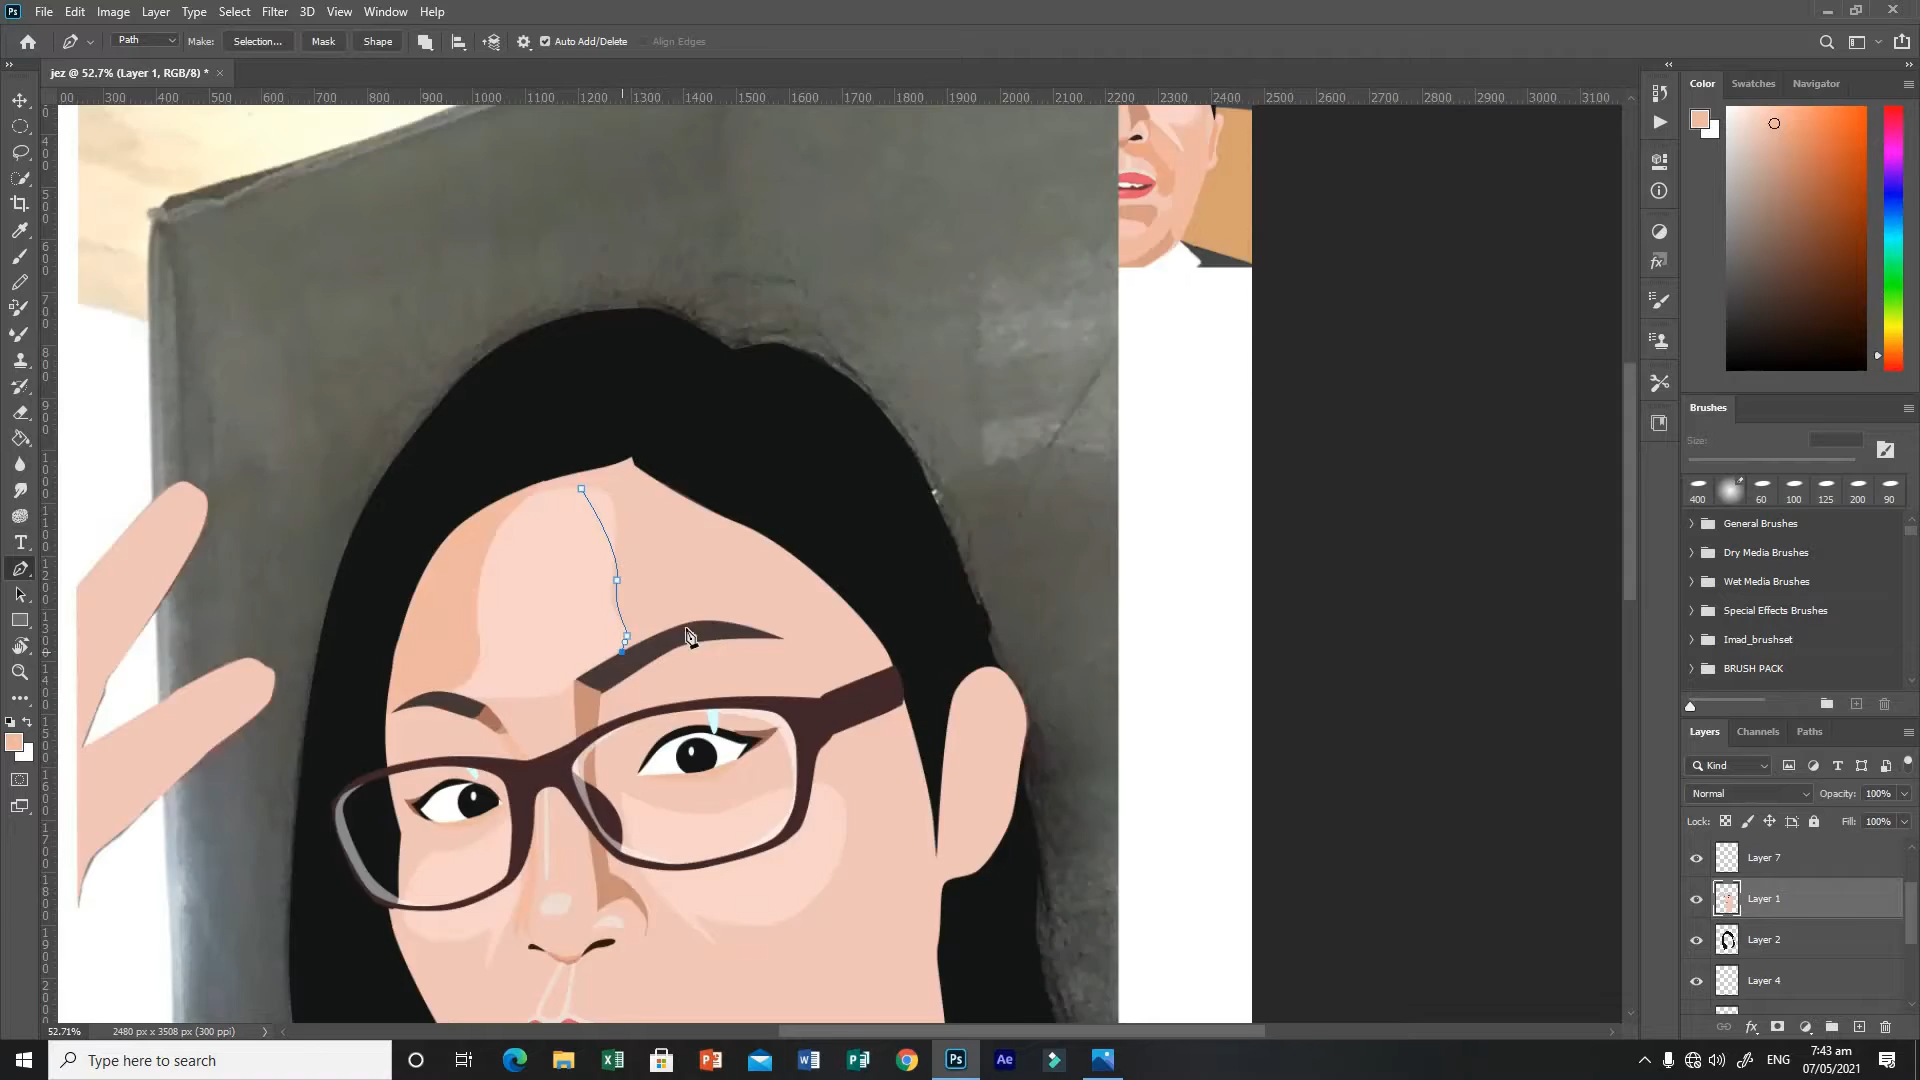 Ps File Edit Image Layer Type Select Filter 3D View Window Help
Path Make: Selection... Mask Shape Auto Add/Delete Align Edges
jez @ 52.7% (Layer 1, RGB/8) * ×
00 300 400 500 600 700 800 900 1000 1100 1200 1300 1400 1500 1600 1700 1800 1900 2000 2100 2200 2300 2400 2500 2600 2700 2800 2900 3000 3100
Color Swatches Navigator
Brushes
Size:
400 60 100 125 200 90
General Brushes
Dry Media Brushes
Wet Media Brushes
Special Effects Brushes
Imad_brushset
BRUSH PACK
Layers Channels Paths
Kind
Normal Opacity: 100%
Lock: Fill: 100%
Layer 7
Layer 1
Layer 2
Layer 4
52.71% 2480 px x 3508 px (300 ppi)
Type here to search
Ps Ae
ENG
7:43 am
07/05/2021